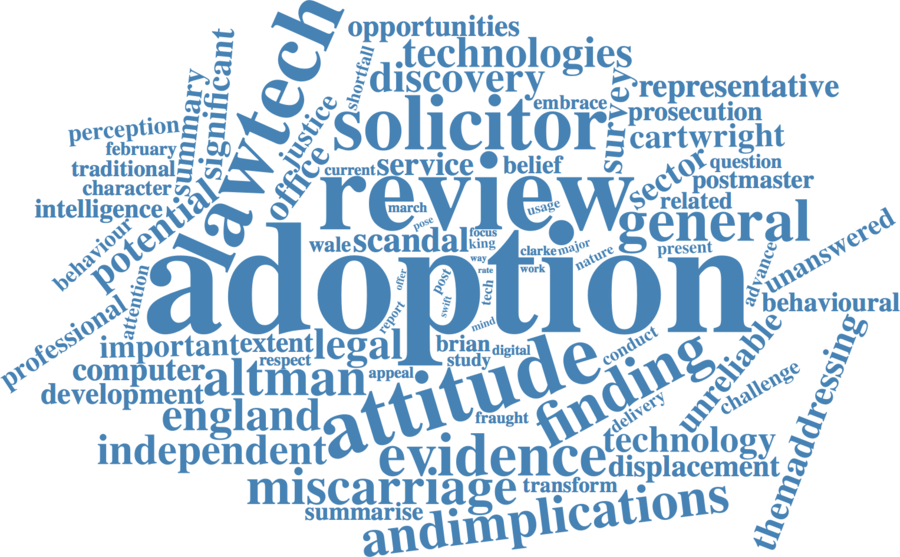 opportunities
lawtech
technologies
shortfall
discovery
significant
summary
survey
representative
embrace
solicitor
prosecution
perception
justice
cartwright
february
office
traditional
current
service
belief
sector
question
character
potential
review
postmaster
intelligence
march
usage
related
general
pose
behaviour
wale
scandal
focus
king
clarke
major
present
unanswered
adoption
way
nature
rate
work
offer
post
tech
swift
advance
attention
behavioural
professional
report
mind
important
extent
legal
brian
digital
conduct
respect
study
computer
altman
appeal
attitude
finding
unreliable
challenge
development
england
fraught
delivery
themaddressing
independent
evidence
technology
displacement
miscarriage
transform
summarise
andimplications